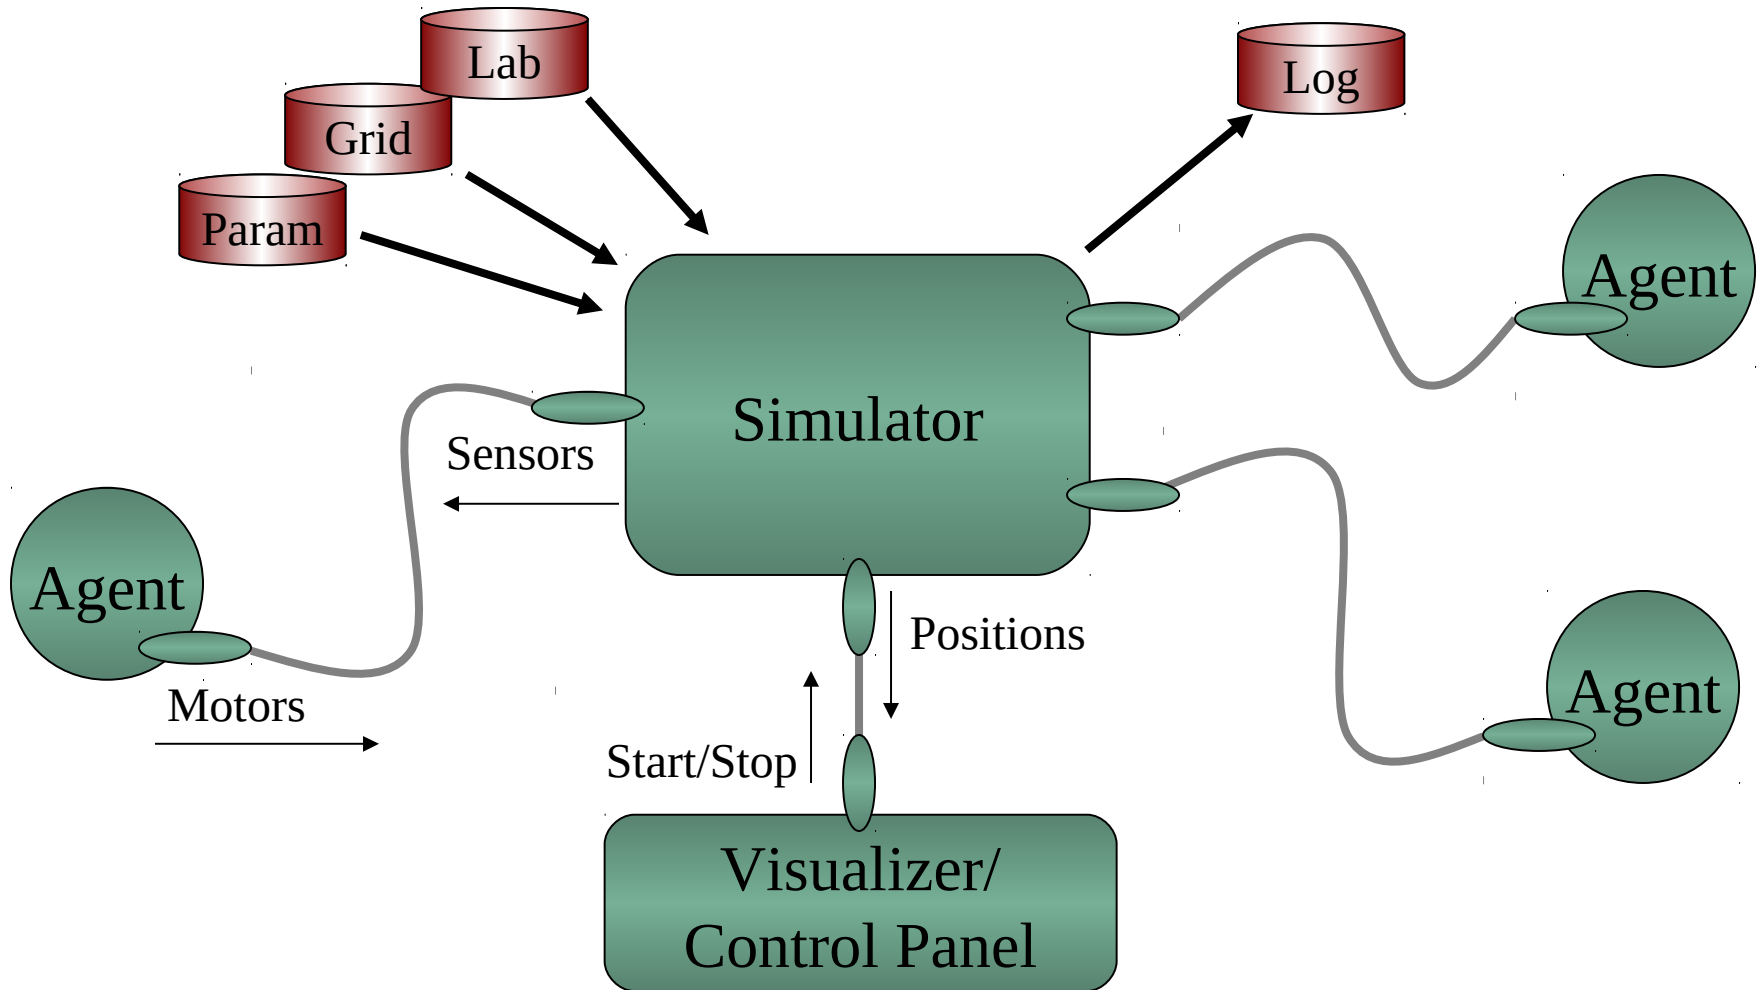 Lab
Log
Grid
Param
Agent
Simulator
Sensors
Agent
Positions
Motors
Agent
Start/Stop
Visualizer/
Control Panel